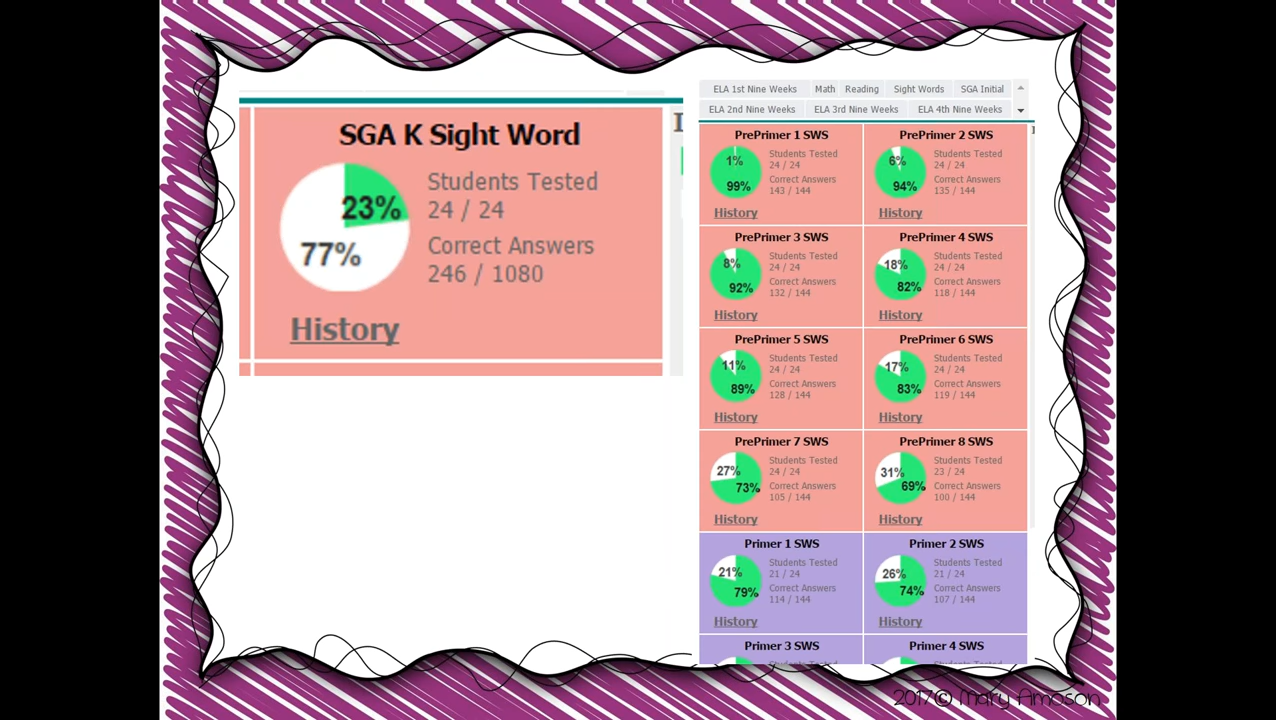 SGA K Sight Word
23%
77%
Students Tested
24 / 24
Correct Answers
246 / 1080
History
ELA 1st Nine Weeks Math Reading Sight Words SGA Initial
ELA 2nd Nine Weeks ELA 3rd Nine Weeks ELA 4th Nine Weeks
PrePrimer 1 SWS
1%
99%
Students Tested
24 / 24
Correct Answers
143 / 144
History
PrePrimer 2 SWS
6%
94%
Students Tested
24 / 24
Correct Answers
135 / 144
History
PrePrimer 3 SWS
8%
92%
Students Tested
24 / 24
Correct Answers
132 / 144
History
PrePrimer 4 SWS
18%
82%
Students Tested
24 / 24
Correct Answers
118 / 144
History
PrePrimer 5 SWS
11%
89%
Students Tested
24 / 24
Correct Answers
128 / 144
History
PrePrimer 6 SWS
17%
83%
Students Tested
24 / 24
Correct Answers
119 / 144
History
PrePrimer 7 SWS
27%
73%
Students Tested
24 / 24
Correct Answers
105 / 144
History
PrePrimer 8 SWS
31%
69%
Students Tested
23 / 24
Correct Answers
100 / 144
History
Primer 1 SWS
21%
79%
Students Tested
21 / 24
Correct Answers
114 / 144
History
Primer 2 SWS
26%
74%
Students Tested
21 / 24
Correct Answers
107 / 144
History
Primer 3 SWS
Primer 4 SWS
2017© Mary Amoson